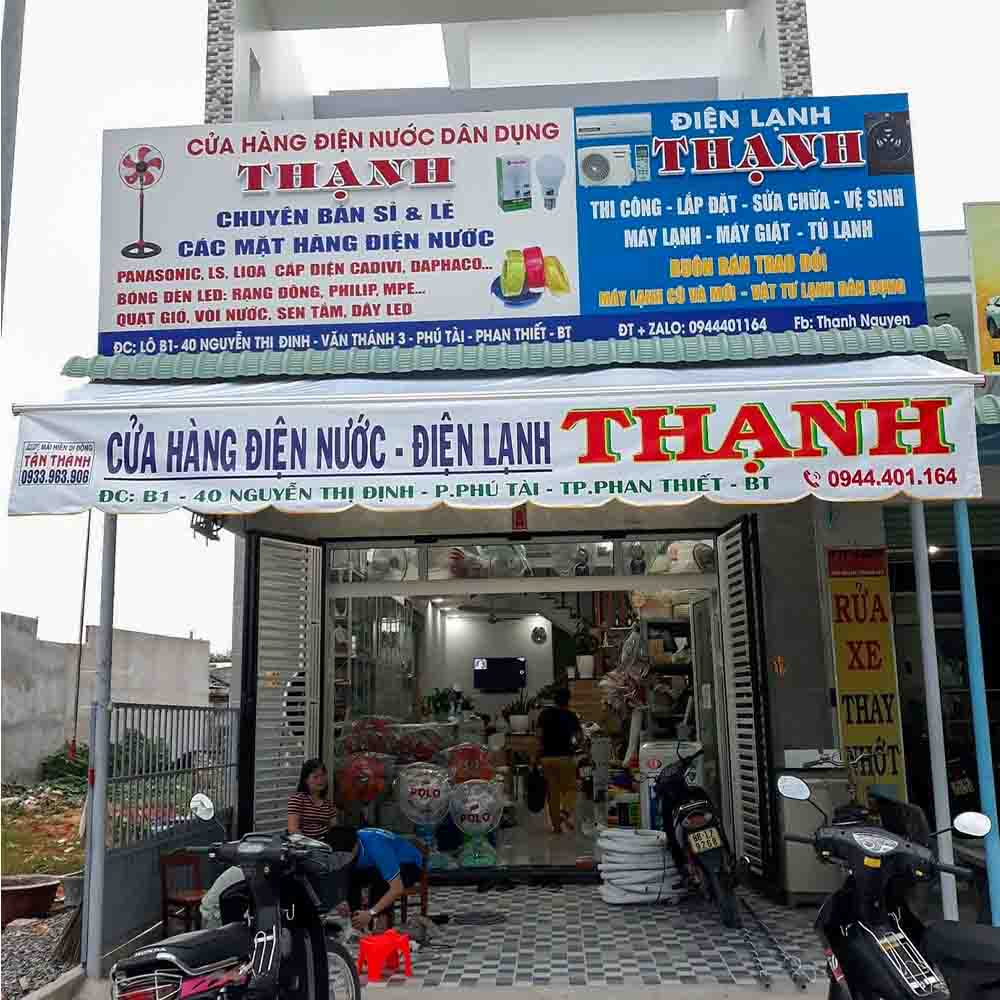 CỬA HÀNG ĐIỆN NƯỚC DÂN DỤNG
THẠNH
CHUYÊN BÁN SỈ & LẺ
CÁC MẶT HÀNG ĐIỆN NƯỚC
PANASONIC, LS, LIOA CÁP ĐIỆN CADIVI, DAPHACO...
BÓNG ĐÈN LED: RẠNG ĐÔNG, PHILIP, MPE...
QUẠT GIÓ, VÒI NƯỚC, SEN TẮM, DÂY LED
ĐC: LÔ B1- 40 NGUYỄN THỊ ĐỊNH - VĂN THÁNH 3 - PHÚ TÀI - PHAN THIẾT - BT
ĐIỆN LẠNH
THẠNH
THI CÔNG - LẮP ĐẶT - SỬA CHỮA - VỆ SINH
MÁY LẠNH - MÁY GIẶT - TỦ LẠNH
BUÔN BÁN TRAO ĐỔI
MÁY LẠNH CŨ VÀ MỚI - VẬT TƯ LẠNH DÂN DỤNG
ĐT + ZALO: 0944401164 Fb: Thanh Nguyen
MÁI HIÊN DI ĐỘNG
TÂN THÀNH
0933.963.906
CỬA HÀNG ĐIỆN NƯỚC - ĐIỆN LẠNH THẠNH
ĐC: B1 - 40 NGUYỄN THỊ ĐỊNH - P.PHÚ TÀI - TP.PHAN THIẾT - BT
0944.401.164
RỬA
XE
THAY
NHỚT
POLO
POLO